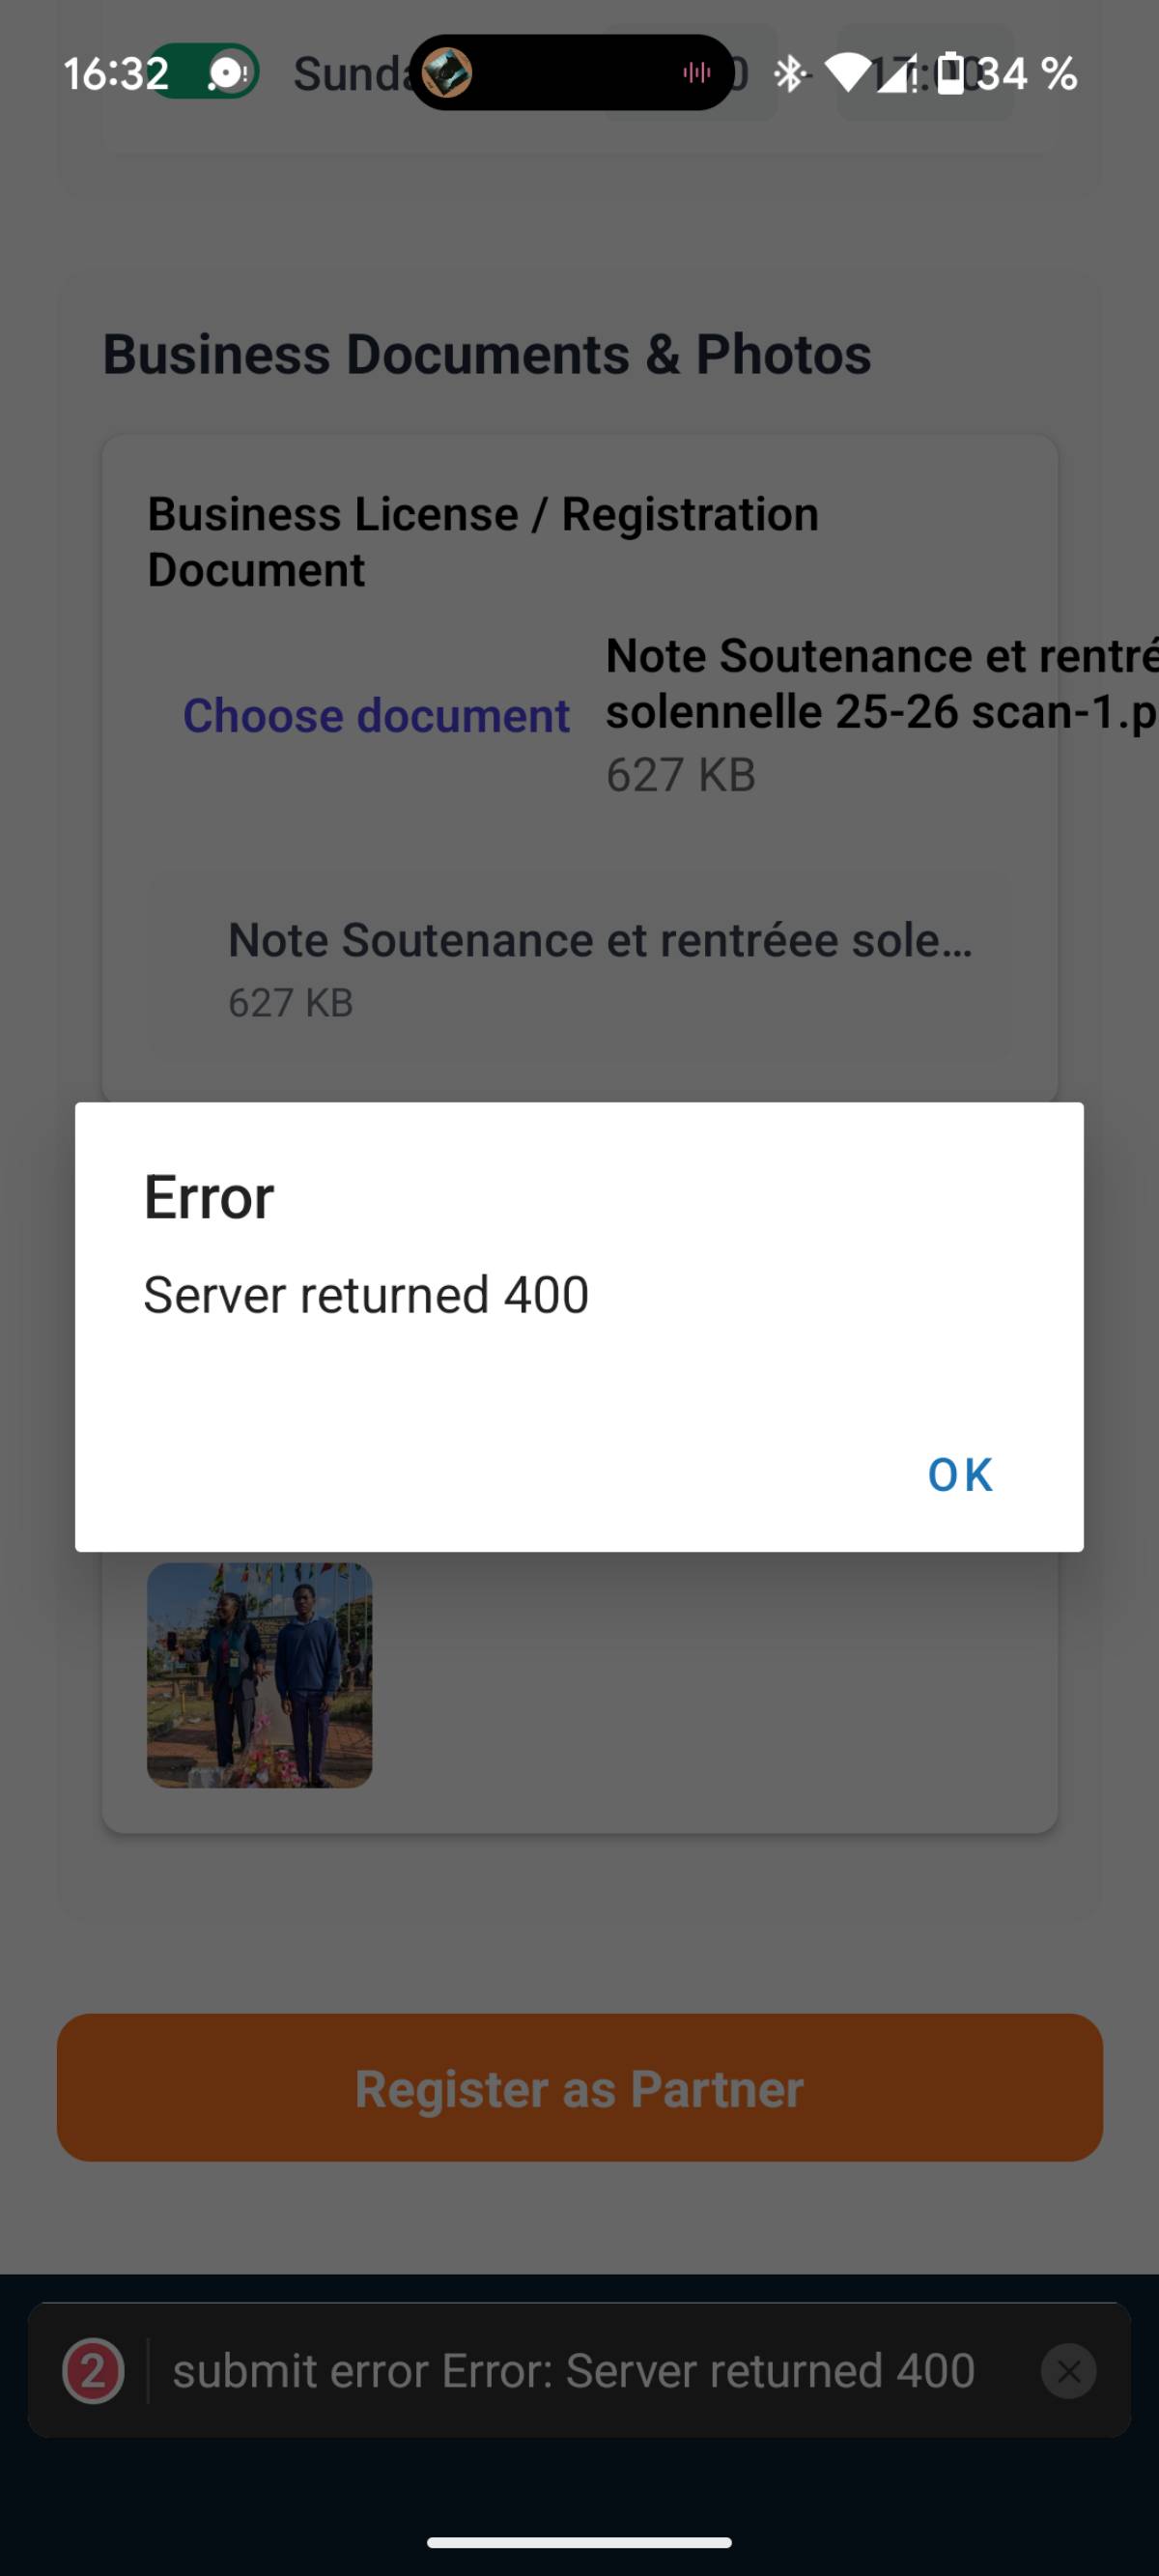 16:32
Sunda
17:00
34 %
Business Documents & Photos
Business License / Registration
Document
Choose document
Note Soutenance et rentré
solennelle 25-26 scan-1.p
627 KB
Note Soutenance et rentréee sole...
627 KB
Error
Server returned 400
OK
Register as Partner
2
submit error Error: Server returned 400